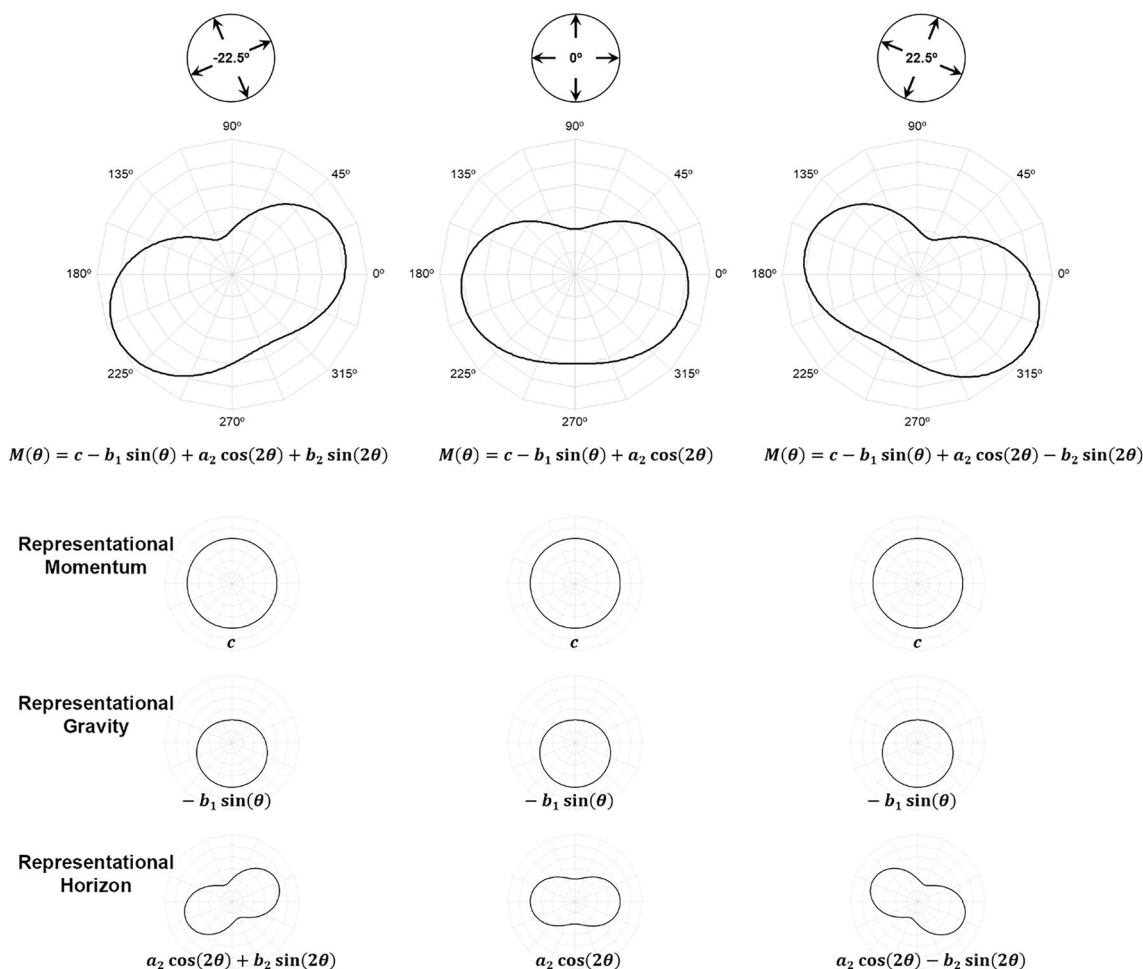 -22.5º
0º
22.5º
90º
90º
90º
135º
45º
135º
45º
135º
45º
180º
0º
180º
0º
180º
0º
225º
315º
225º
315º
225º
315º
270º
270º
270º
M(θ) = c − b₁ sin(θ) + a₂ cos(2θ) + b₂ sin(2θ)
M(θ) = c − b₁ sin(θ) + a₂ cos(2θ)
M(θ) = c − b₁ sin(θ) + a₂ cos(2θ) − b₂ sin(2θ)
Representational
Momentum
c
c
c
Representational
Gravity
− b₁ sin(θ)
− b₁ sin(θ)
− b₁ sin(θ)
Representational
Horizon
a₂ cos(2θ) + b₂ sin(2θ)
a₂ cos(2θ)
a₂ cos(2θ) − b₂ sin(2θ)